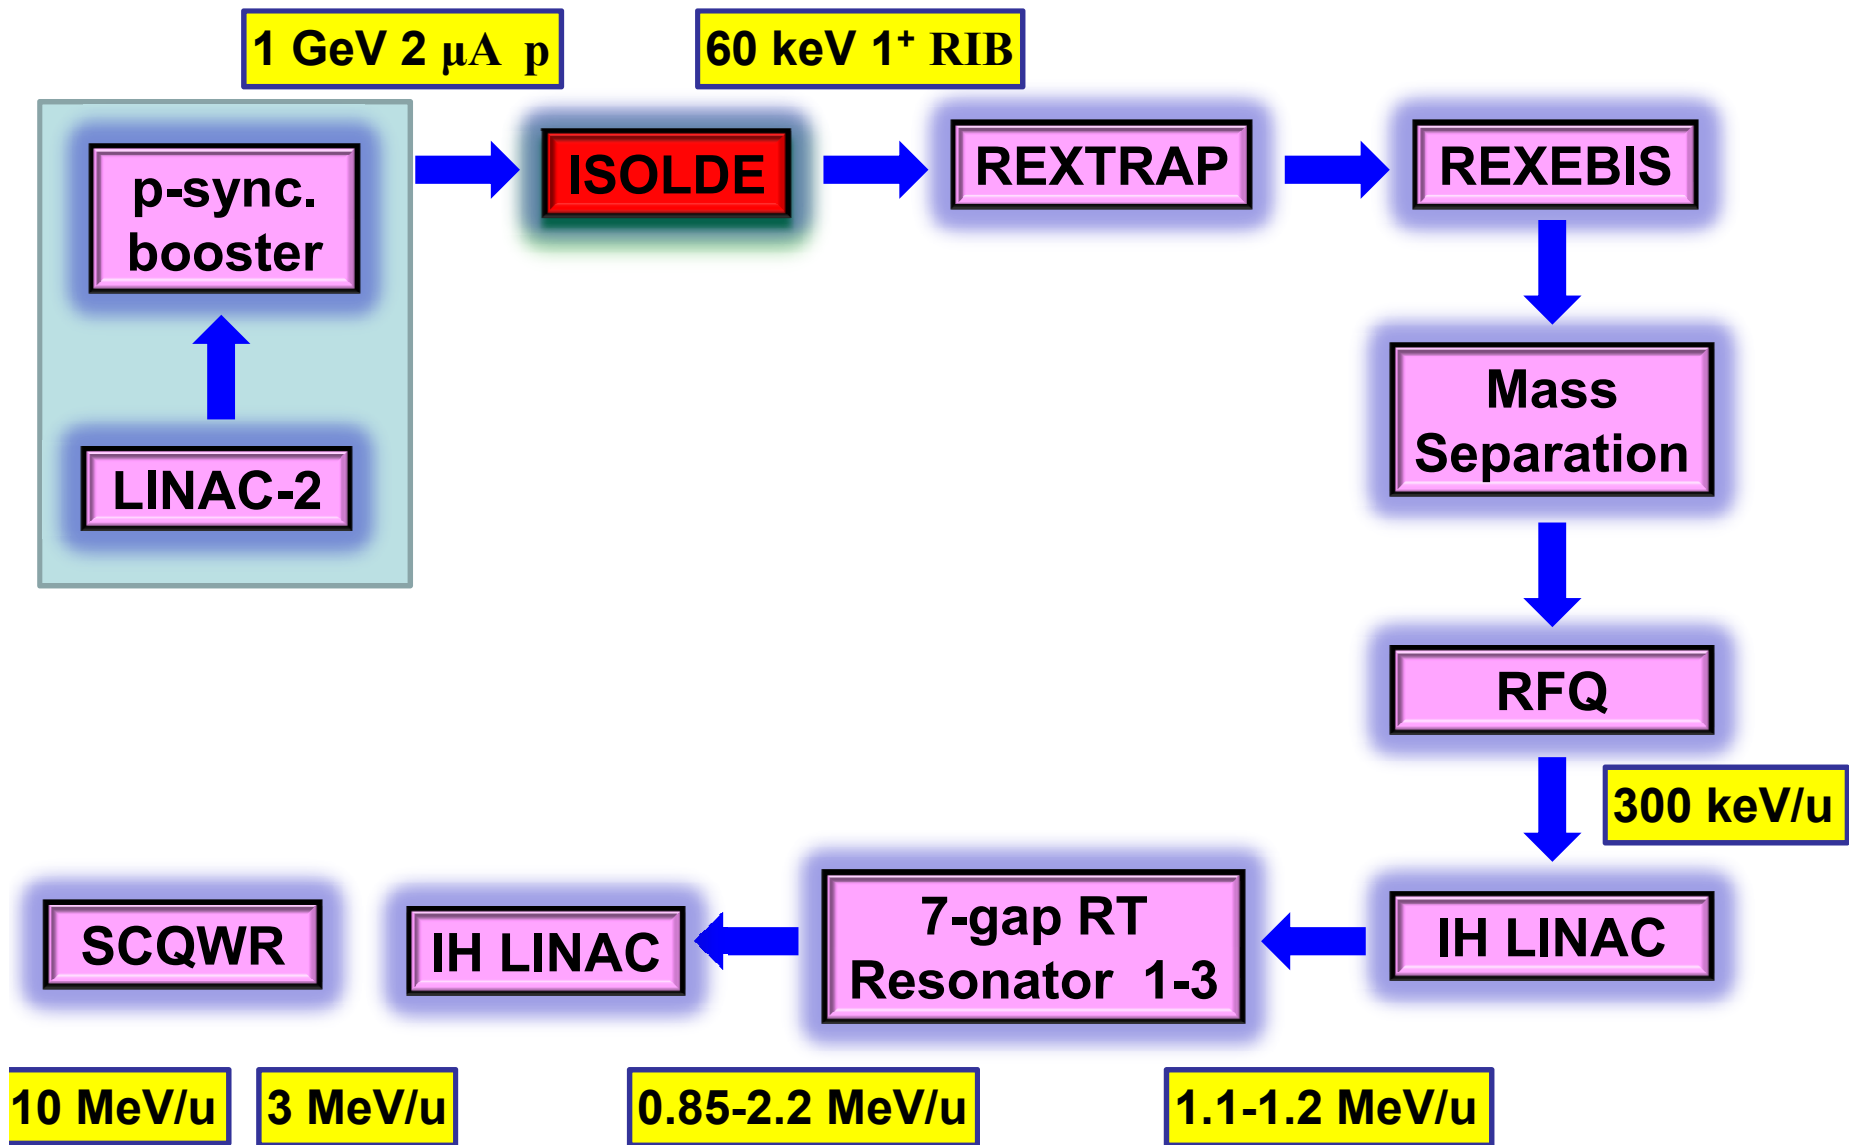 1 GeV 2 μA p
60 keV 1⁺ RIB
p-sync.
booster
ISOLDE
REXTRAP
REXEBIS
LINAC-2
Mass
Separation
RFQ
300 keV/u
SCQWR
IH LINAC
7-gap RT
Resonator 1-3
IH LINAC
10 MeV/u
3 MeV/u
0.85-2.2 MeV/u
1.1-1.2 MeV/u